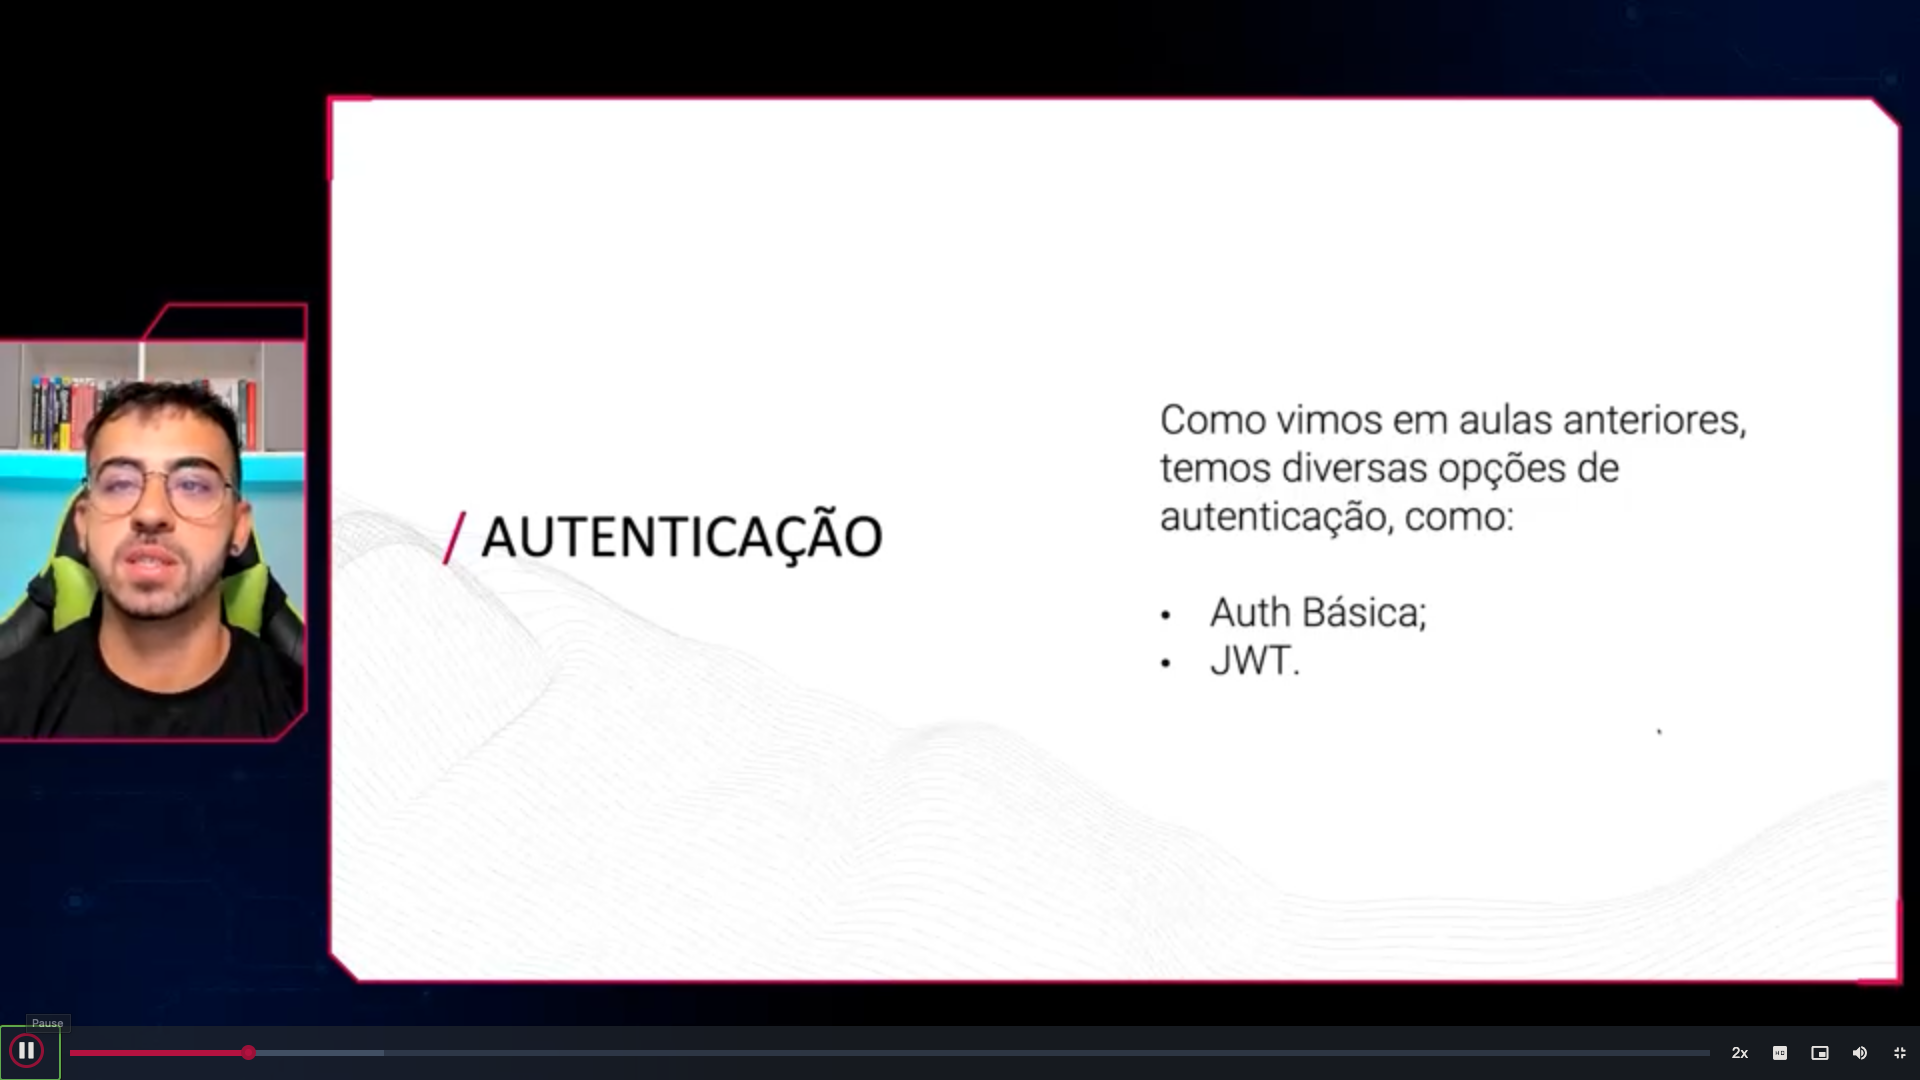 / AUTENTICAÇÃO
Como vimos em aulas anteriores,
temos diversas opções de
autenticação, como:
• Auth Básica;
• JWT.
Pause
2x